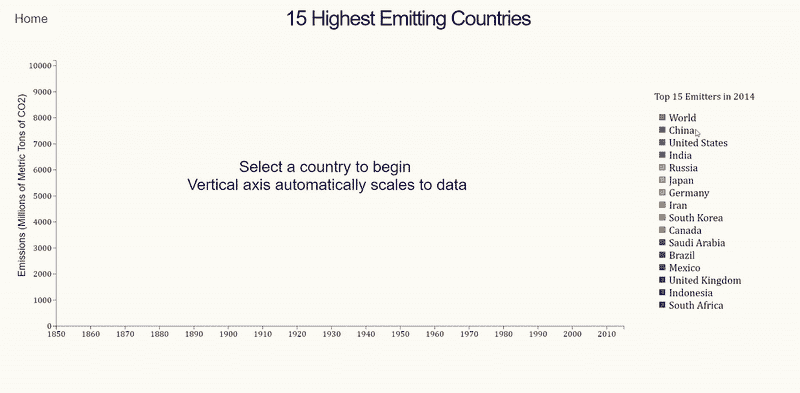 Home
15 Highest Emitting Countries
Emissions (Millions of Metric Tons of CO2)
10000
9000
8000
7000
6000
5000
4000
3000
2000
1000
0
1850 1860 1870 1880 1890 1900 1910 1920 1930 1940 1950 1960 1970 1980 1990 2000 2010
Select a country to begin
Vertical axis automatically scales to data
Top 15 Emitters in 2014
World
China
United States
India
Russia
Japan
Germany
Iran
South Korea
Canada
Saudi Arabia
Brazil
Mexico
United Kingdom
Indonesia
South Africa